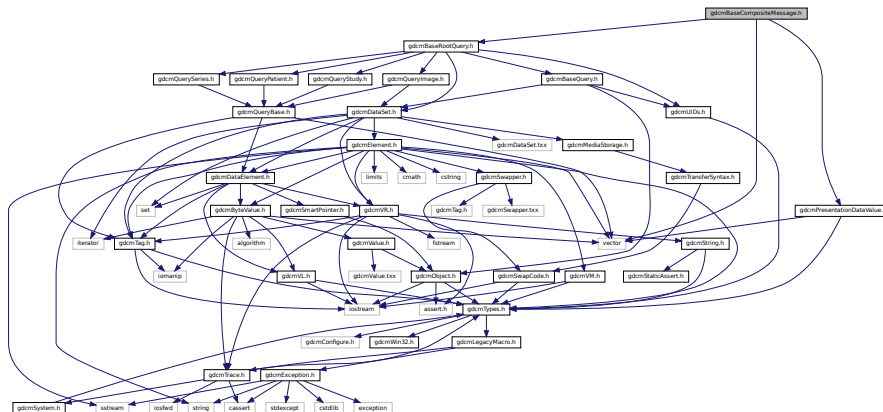 gdcmBaseCompositeMessage.h
gdcmBaseRootQuery.h
gdcmQuerySeries.h
gdcmQueryPatient.h
gdcmQueryStudy.h
gdcmQueryImage.h
gdcmBaseQuery.h
gdcmQueryBase.h
gdcmDataSet.h
gdcmUIDs.h
gdcmElement.h
gdcmDataSet.txx
gdcmMediaStorage.h
gdcmDataElement.h
limits
cmath
cstring
gdcmSwapper.h
gdcmTransferSyntax.h
set
gdcmByteValue.h
gdcmSmartPointer.h
gdcmVR.h
gdcmTag.h
gdcmSwapper.txx
gdcmPresentationDataValue.
iterator
gdcmTag.h
algorithm
gdcmValue.h
fstream
vector
gdcmString.h
iomanip
gdcmVL.h
gdcmValue.txx
gdcmObject.h
gdcmSwapCode.h
gdcmVM.h
gdcmStaticAssert.h
iostream
assert.h
gdcmTypes.h
gdcmConfigure.h
gdcmWin32.h
gdcmLegacyMacro.h
gdcmTrace.h
gdcmException.h
gdcmSystem.h
sstream
iosfwd
string
cassert
stdexcept
cstdlib
exception